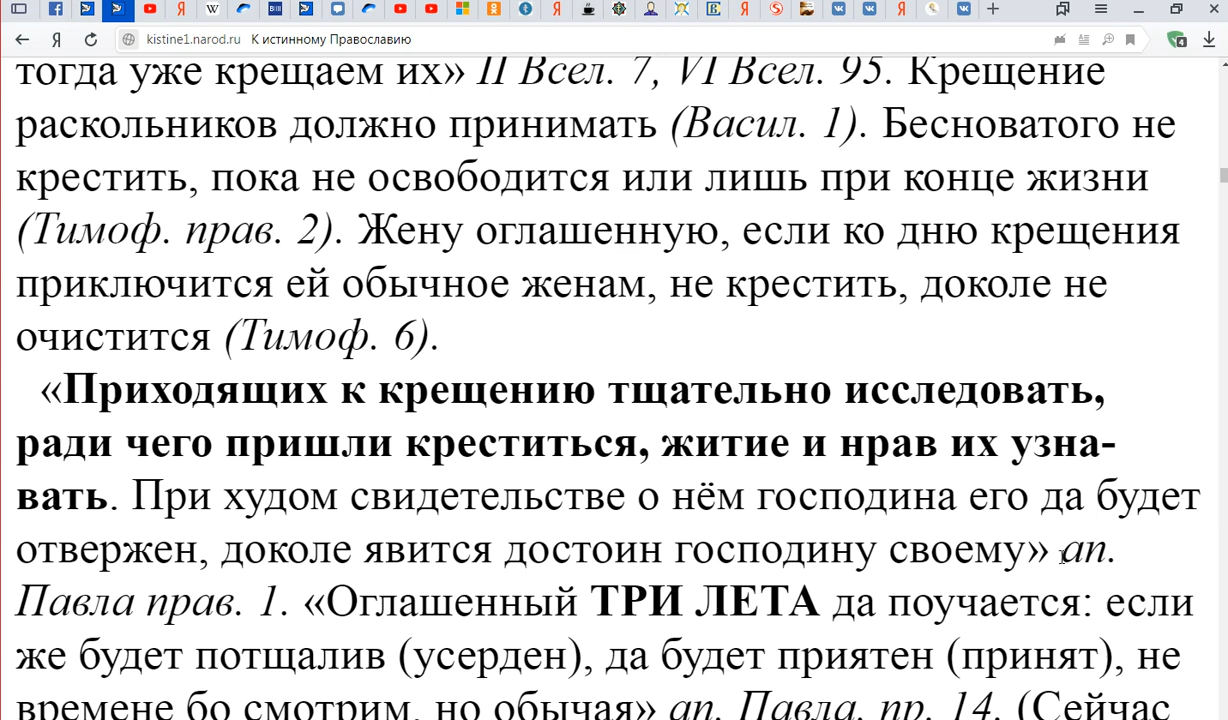 kistine1.narod.ru К истинному Православию
тогда уже крещаем их» II Всел. 7, VI Всел. 95. Крещение
раскольников должно принимать (Васил. 1). Бесноватого не
крестить, пока не освободится или лишь при конце жизни
(Тимоф. прав. 2). Жену оглашенную, если ко дню крещения
приключится ей обычное женам, не крестить, доколе не
очистится (Тимоф. 6).
«Приходящих к крещению тщательно исследовать,
ради чего пришли креститься, житие и нрав их узна-
вать. При худом свидетельстве о нём господина его да будет
отвержен, доколе явится достоин господину своему» ап.
Павла прав. 1. «Оглашенный ТРИ ЛЕТА да поучается: если
же будет потщалив (усерден), да будет приятен (принят), не
времене бо смотрим, но обычая» ап. Павла, пр. 14. (Сейчас